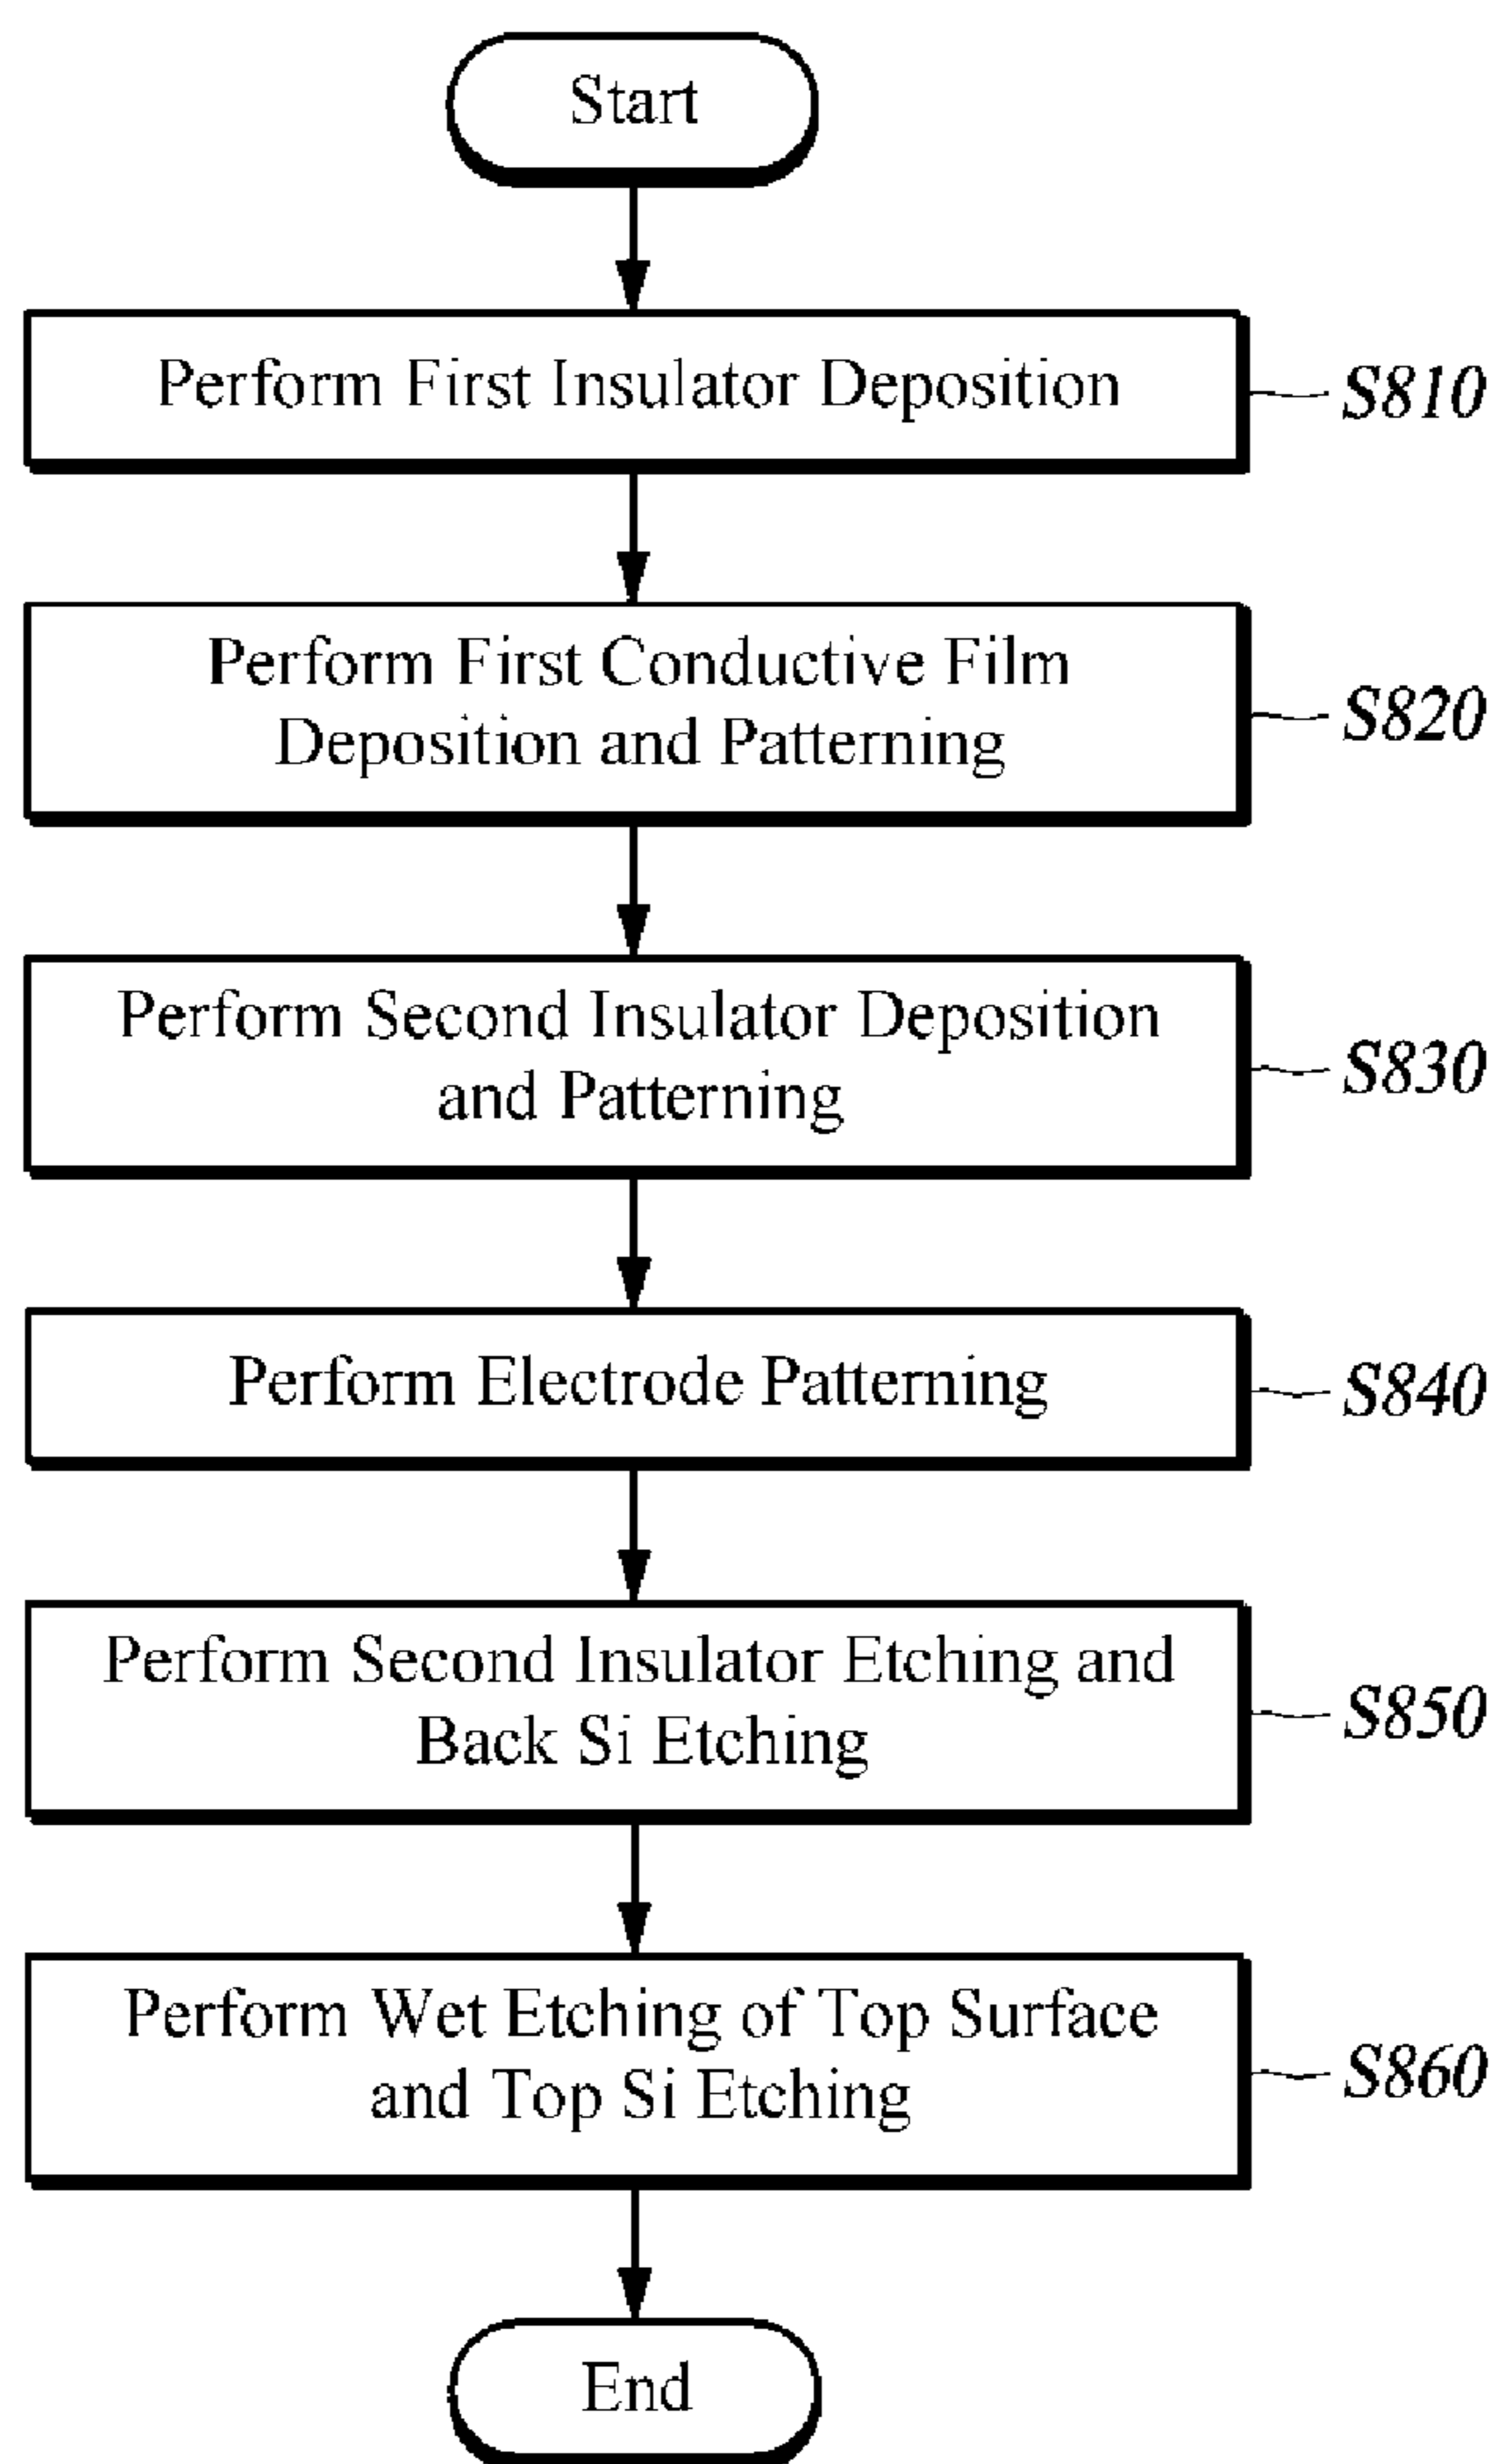 Start
Perform First Insulator Deposition
S810
Perform First Conductive Film
Deposition and Patterning
S820
Perform Second Insulator Deposition
and Patterning
S830
Perform Electrode Patterning
S840
Perform Second Insulator Etching and
Back Si Etching
S850
Perform Wet Etching of Top Surface
and Top Si Etching
S860
End